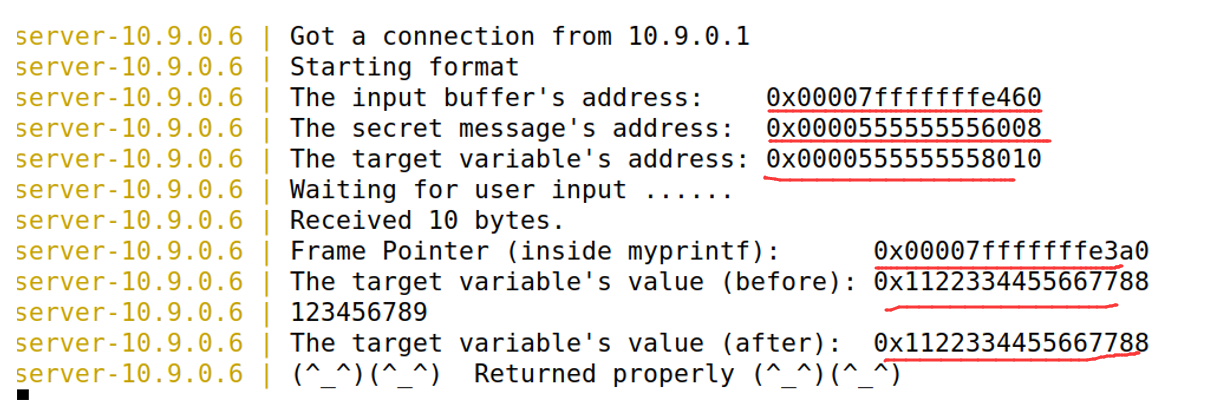 server-10.9.0.6 | Got a connection from 10.9.0.1
server-10.9.0.6 | Starting format
server-10.9.0.6 | The input buffer's address:    0x00007fffffffe460
server-10.9.0.6 | The secret message's address:  0x0000555555556008
server-10.9.0.6 | The target variable's address: 0x0000555555558010
server-10.9.0.6 | Waiting for user input ......
server-10.9.0.6 | Received 10 bytes.
server-10.9.0.6 | Frame Pointer (inside myprintf):      0x00007fffffffe3a0
server-10.9.0.6 | The target variable's value (before): 0x1122334455667788
server-10.9.0.6 | 123456789
server-10.9.0.6 | The target variable's value (after):  0x1122334455667788
server-10.9.0.6 | (^_^)(^_^)  Returned properly (^_^)(^_^)